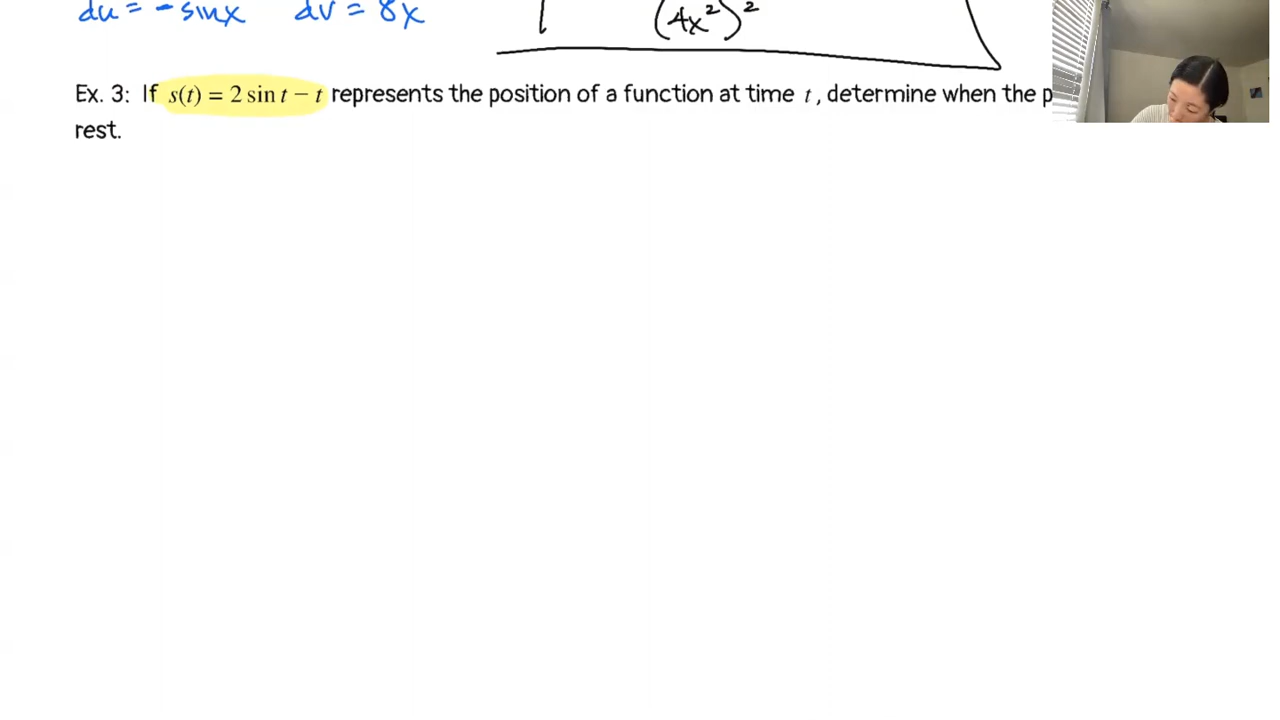 du = - sinx dv = 8x
(4x²)²
Ex. 3: If s(t) = 2 sin t − t represents the position of a function at time t, determine when the p
rest.